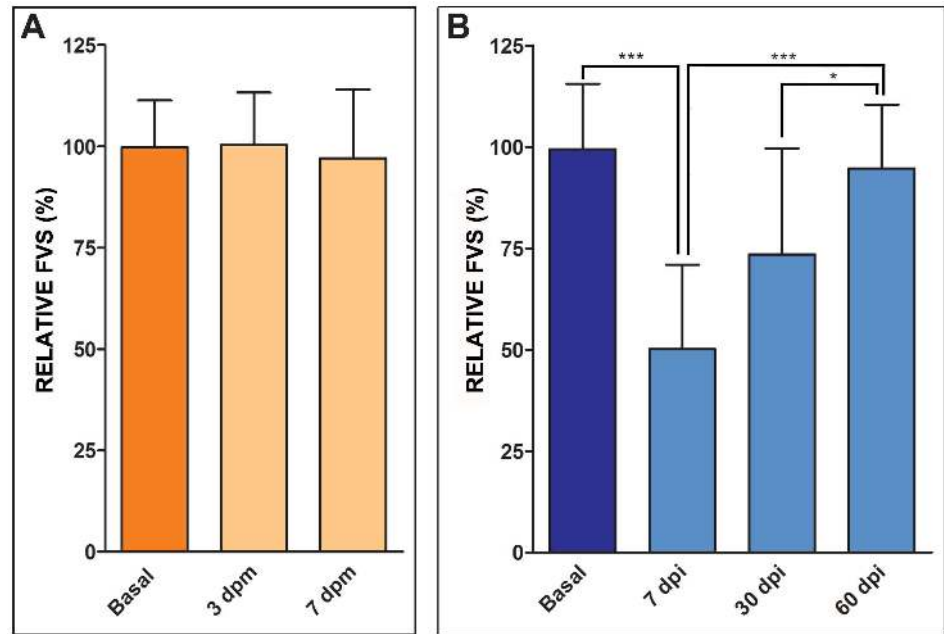 A
RELATIVE FVS (%)
125
100
75
50
25
0
Basal
3 dpm
7 dpm
B
RELATIVE FVS (%)
125
100
75
50
25
0
***
***
*
Basal
7 dpi
30 dpi
60 dpi